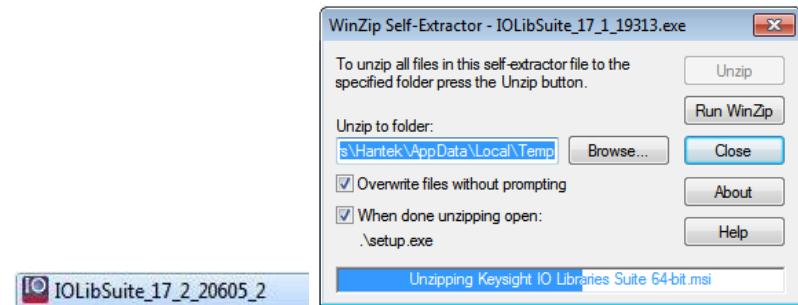 WinZip Self-Extractor - IOLibSuite_17_1_19313.exe
To unzip all files in this self-extractor file to the
specified folder press the Unzip button.
Unzip
Run WinZip
Unzip to folder:
s\Hantek\AppData\Local\Temp
Browse...
Close
Overwrite files without prompting
About
When done unzipping open:
.\setup.exe
Help
Unzipping Keysight IO Libraries Suite 64-bit.msi
IO IOLibSuite_17_2_20605_2